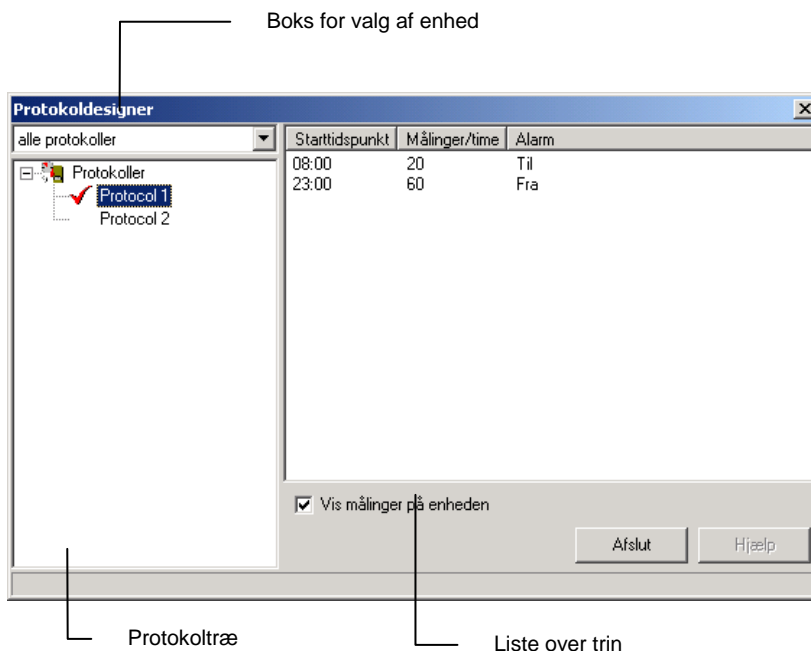 Boks for valg af enhed
Protokoldesigner
alle protokoller
Starttidspunkt Målinger/time Alarm
Protokoller
Protocol 1
Protocol 2
08:00 20 Til
23:00 60 Fra
Vis målinger på enheden
Afslut Hjælp
Protokoltræ
Liste over trin